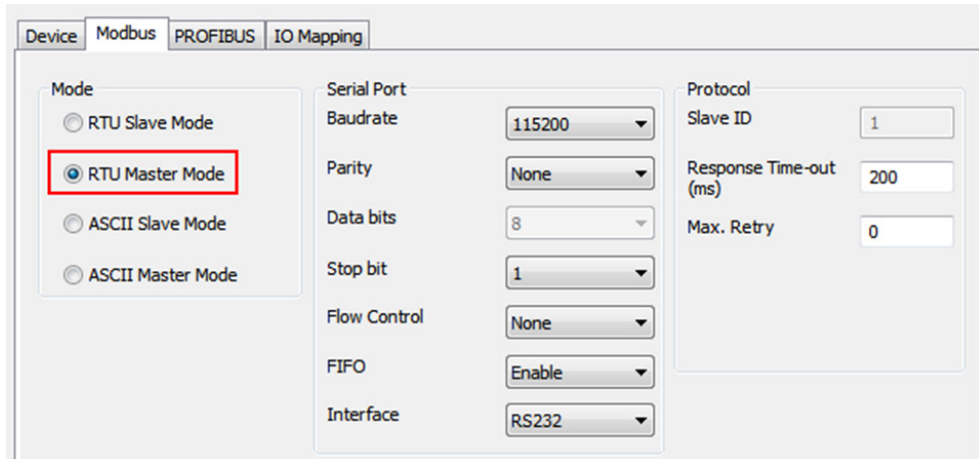 Device Modbus PROFIBUS IO Mapping
Mode
RTU Slave Mode
RTU Master Mode
ASCII Slave Mode
ASCII Master Mode
Serial Port
Baudrate 115200
Parity None
Data bits 8
Stop bit 1
Flow Control None
FIFO Enable
Interface RS232
Protocol
Slave ID 1
Response Time-out
(ms) 200
Max. Retry 0